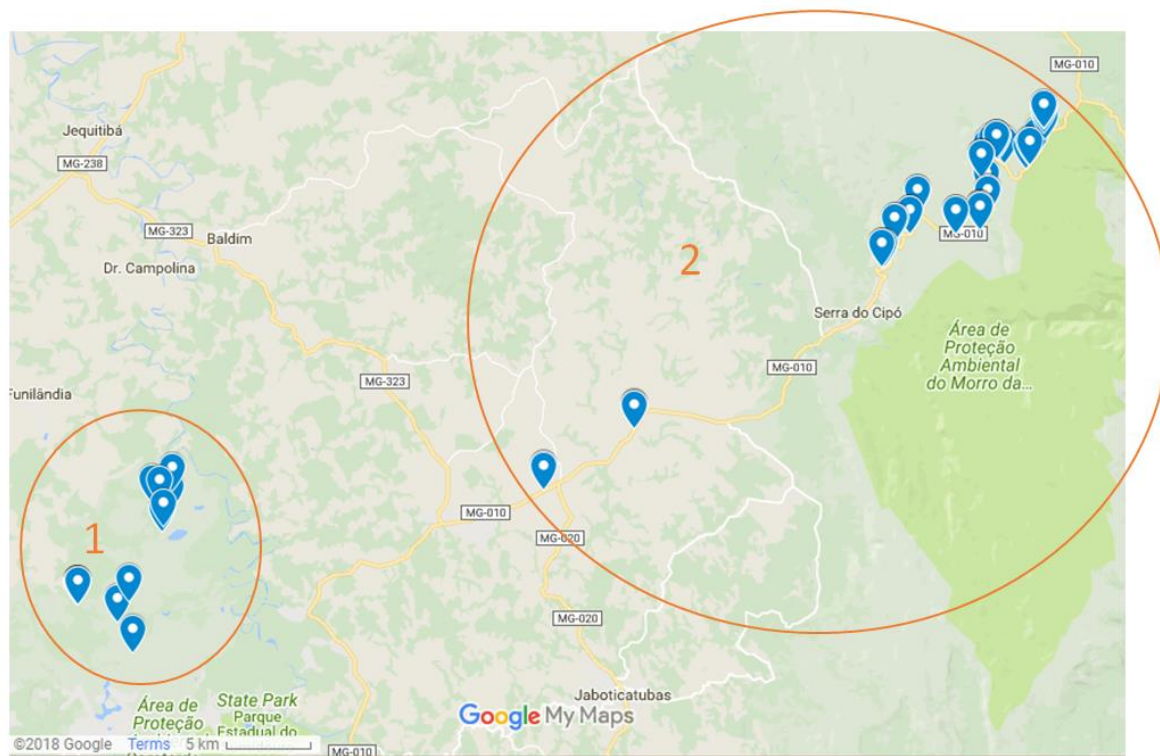 MG-010
Jequitibá
MG-238
MG-323
Baldim
MG-010
Dr. Campolina
2
Serra do Cipó
Área de
Proteção
Ambiental
do Morro da...
MG-010
MG-323
Funilândia
1
MG-010
MG-020
MG-020
Jaboticatubas
Área de
Proteção
State Park
Parque
Estadual do
Google My Maps
©2018 Google Terms 5 km
MG-010